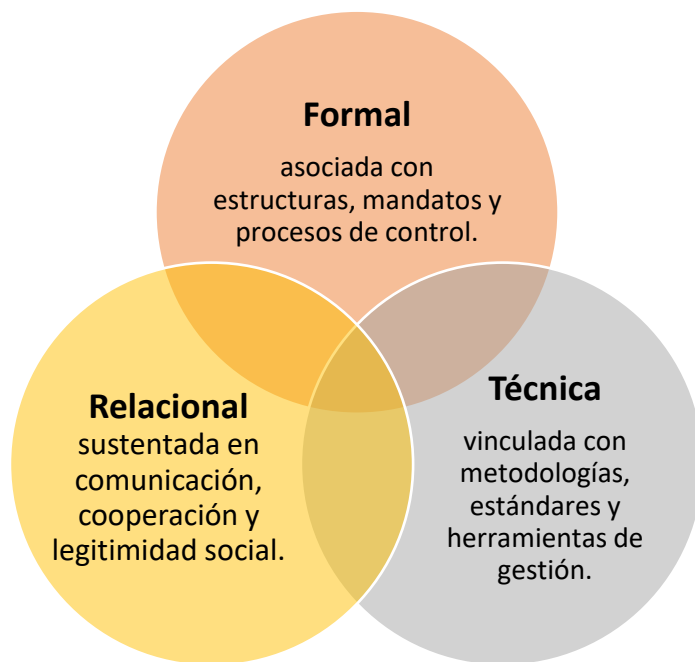 Formal
asociada con
estructuras, mandatos y
procesos de control.
Relacional
sustentada en
comunicación,
cooperación y
legitimidad social.
Técnica
vinculada con
metodologías,
estándares y
herramientas de
gestión.